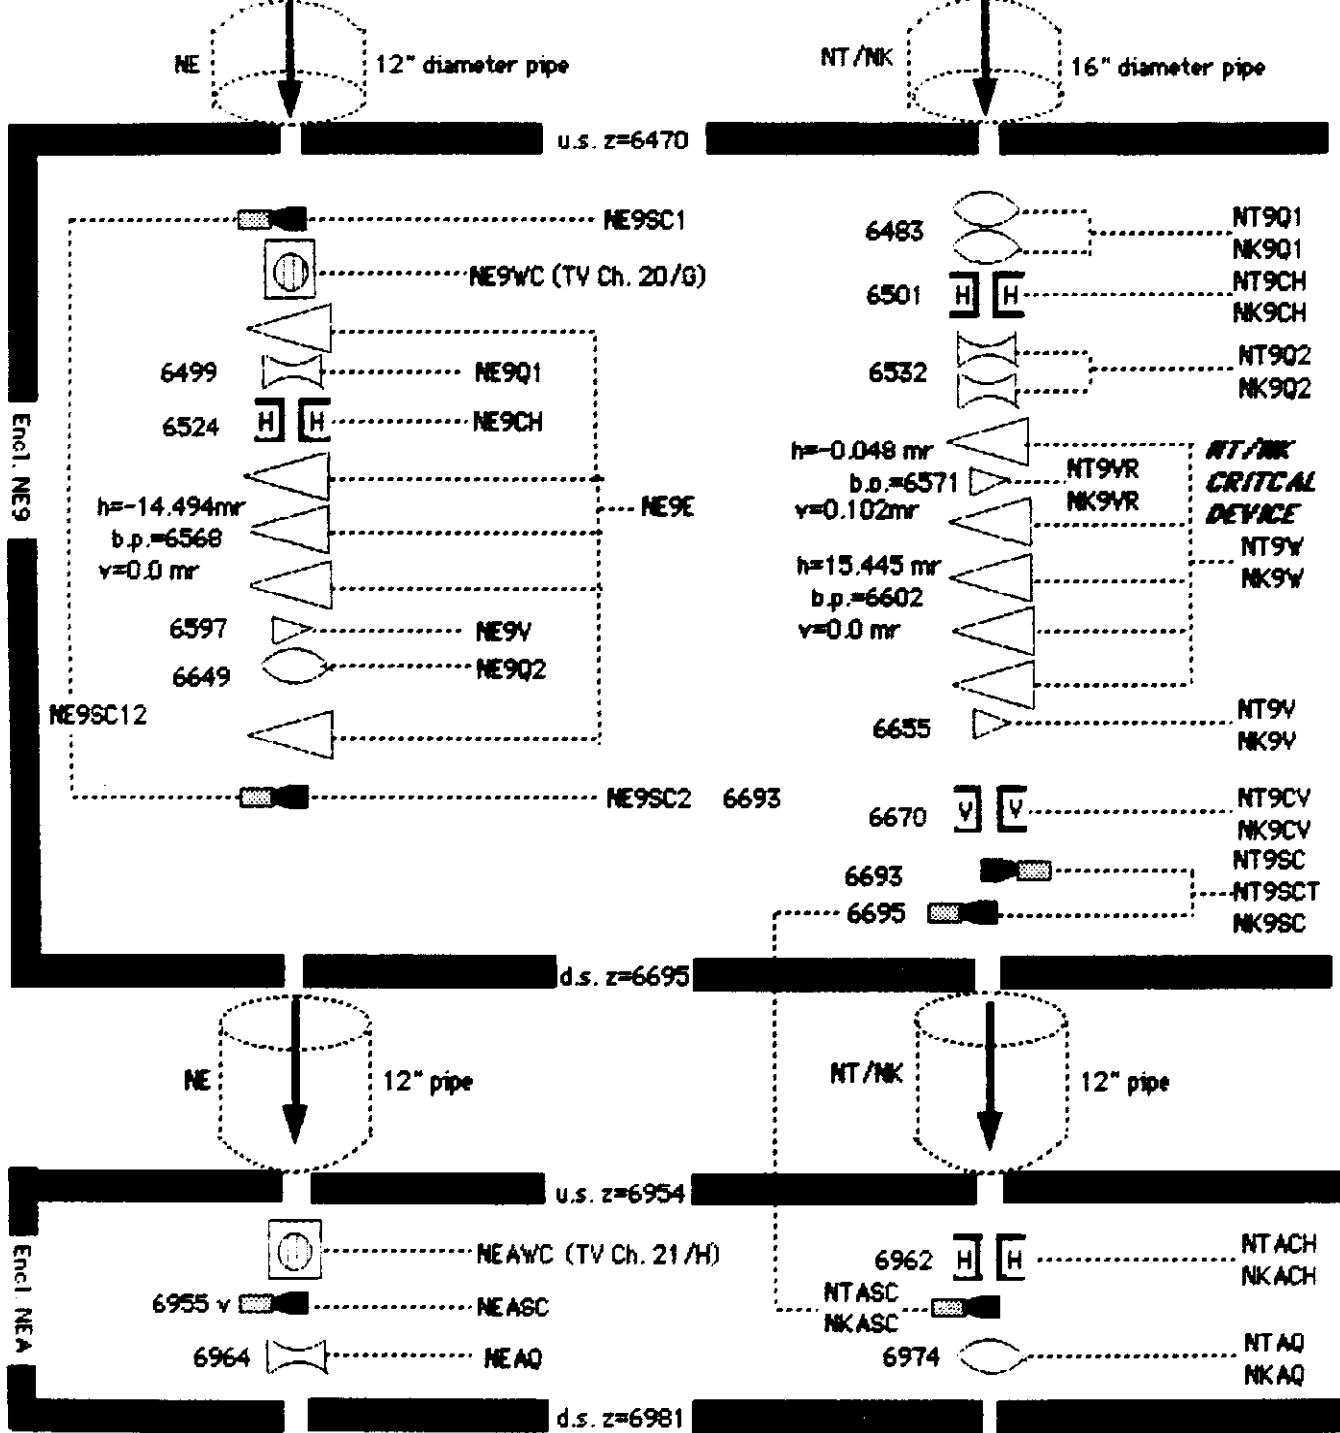 NE
12" diameter pipe
NT/NK
16" diameter pipe
u.s. z=6470
Encl. NE9
NE9SC1
NE9WC (TV Ch. 20/G)
6499
NE9Q1
6524
H H
NE9CH
h=-14.494mr
b.p.=6568
v=0.0 mr
NE9E
6597
NE9V
6649
NE9Q2
NE9SC12
NE9SC2 6693
6483
NT9Q1
NK9Q1
6501
H H
NT9CH
NK9CH
6532
NT9Q2
NK9Q2
h=-0.048 mr
b.p.=6571
v=0.102mr
NT9VR
NK9VR
NT/NK
CRITCAL
DEVICE
NT9W
NK9W
h=15.445 mr
b.p.=6602
v=0.0 mr
6655
NT9V
NK9V
6670
V V
NT9CV
NK9CV
6693
NT9SC
6695
NT9SCT
NK9SC
d.s. z=6695
NE
12" pipe
NT/NK
12" pipe
u.s. z=6954
Encl. NEA
NEAWC (TV Ch. 21/H)
6955 v
NEASC
6964
NEAQ
6962
H H
NTACH
NKACH
NTASC
NKASC
6974
NTAQ
NKAQ
d.s. z=6981